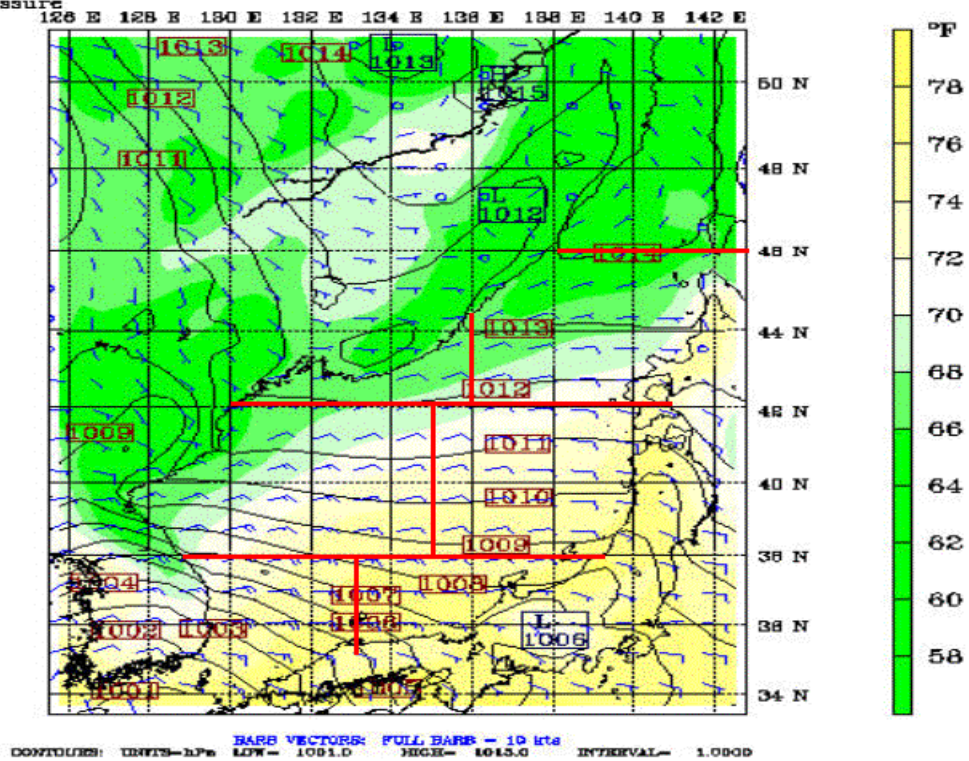 ssure
126 E 128 E 130 E 132 E 134 E 136 E 138 E 140 E 142 E
°F
1013 1014 L 1013
H 1015
50 N
78
1012
76
1011
48 N
74
L 1012
1014
46 N
72
70
1013
44 N
68
1012
42 N
1009
66
1011
64
1010
40 N
62
1009
38 N
1004 1007 1008
60
1002 1003 1006 L 1006
36 N
58
1001
34 N
BARB VECTORS: FULL BARB = 10 kts
CONTOURS: UNITS=hPa LOW= 1001.0 HIGH= 1015.0 INTERVAL= 1.0000